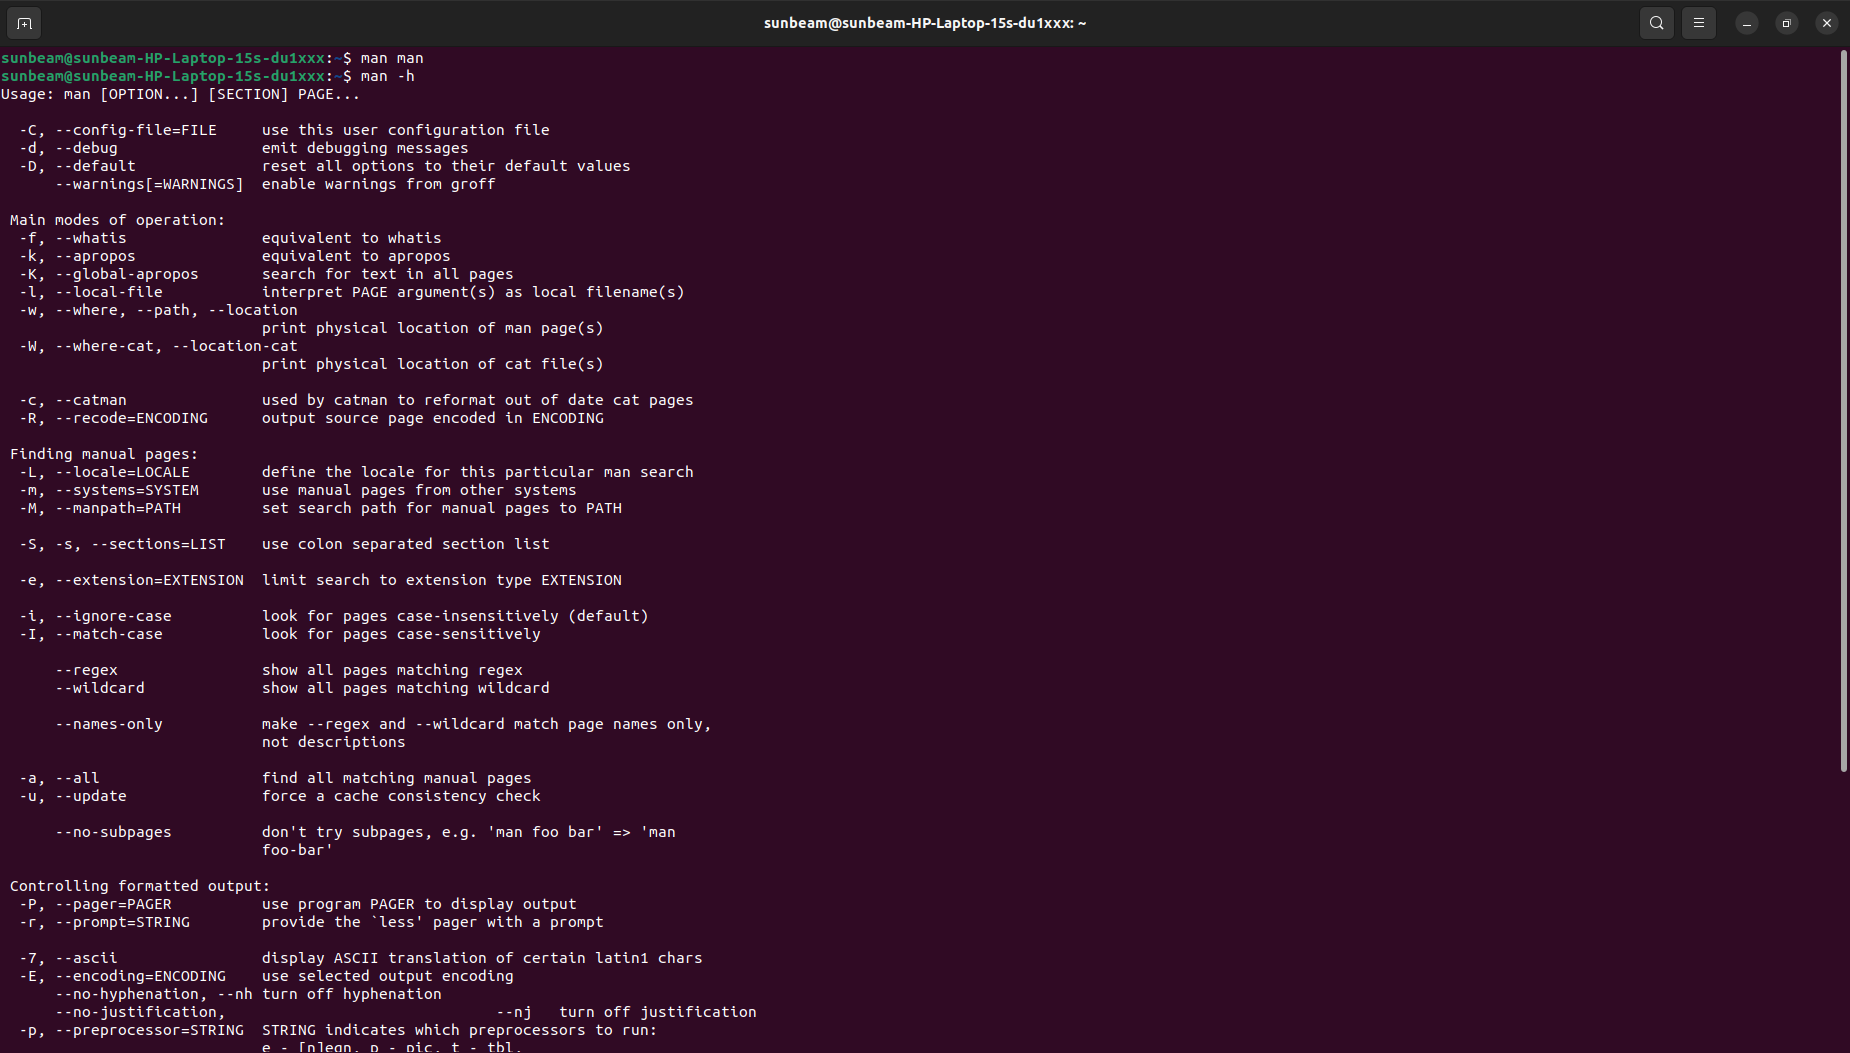 sunbeam@sunbeam-HP-Laptop-15s-du1xxx: ~
sunbeam@sunbeam-HP-Laptop-15s-du1xxx:~$ man man
sunbeam@sunbeam-HP-Laptop-15s-du1xxx:~$ man -h
Usage: man [OPTION...] [SECTION] PAGE...

  -C, --config-file=FILE     use this user configuration file
  -d, --debug                emit debugging messages
  -D, --default              reset all options to their default values
      --warnings[=WARNINGS]  enable warnings from groff

 Main modes of operation:
  -f, --whatis               equivalent to whatis
  -k, --apropos              equivalent to apropos
  -K, --global-apropos       search for text in all pages
  -l, --local-file           interpret PAGE argument(s) as local filename(s)
  -w, --where, --path, --location
                             print physical location of man page(s)
  -W, --where-cat, --location-cat
                             print physical location of cat file(s)

  -c, --catman               used by catman to reformat out of date cat pages
  -R, --recode=ENCODING      output source page encoded in ENCODING

 Finding manual pages:
  -L, --locale=LOCALE        define the locale for this particular man search
  -m, --systems=SYSTEM       use manual pages from other systems
  -M, --manpath=PATH         set search path for manual pages to PATH

  -S, -s, --sections=LIST    use colon separated section list

  -e, --extension=EXTENSION  limit search to extension type EXTENSION

  -i, --ignore-case          look for pages case-insensitively (default)
  -I, --match-case           look for pages case-sensitively

      --regex                show all pages matching regex
      --wildcard             show all pages matching wildcard

      --names-only           make --regex and --wildcard match page names only,
                             not descriptions

  -a, --all                  find all matching manual pages
  -u, --update               force a cache consistency check

      --no-subpages          don't try subpages, e.g. 'man foo bar' => 'man
                             foo-bar'

 Controlling formatted output:
  -P, --pager=PAGER          use program PAGER to display output
  -r, --prompt=STRING        provide the `less' pager with a prompt

  -7, --ascii                display ASCII translation of certain latin1 chars
  -E, --encoding=ENCODING    use selected output encoding
      --no-hyphenation, --nh turn off hyphenation
      --no-justification,                              --nj   turn off justification
  -p, --preprocessor=STRING  STRING indicates which preprocessors to run:
                             e - [n]eqn, p - pic, t - tbl,